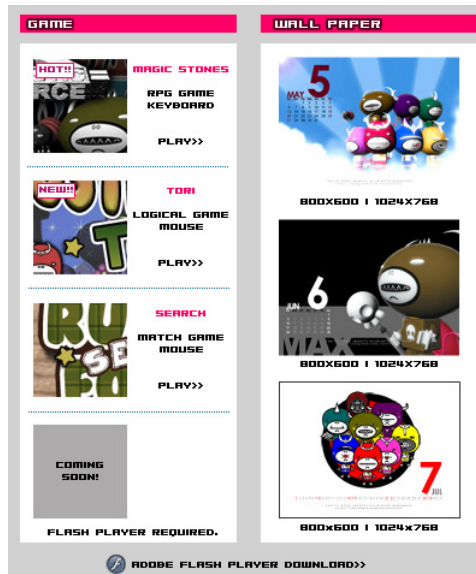 GAME
HOT!!
RCE
MAGIC STONES
RPG GAME
KEYBOARD
PLAY>>
NEW!!
TORI
LOGICAL GAME
MOUSE
PLAY>>
SEARCH
MATCH GAME
MOUSE
PLAY>>
COMING
SOON!
FLASH PLAYER REQUIRED.
WALL PAPER
MAY 5
800X600 | 1024X768
JUN 6
MAX
800X600 | 1024X768
7 JUL
800X600 | 1024X768
ADOBE FLASH PLAYER DOWNLOAD>>